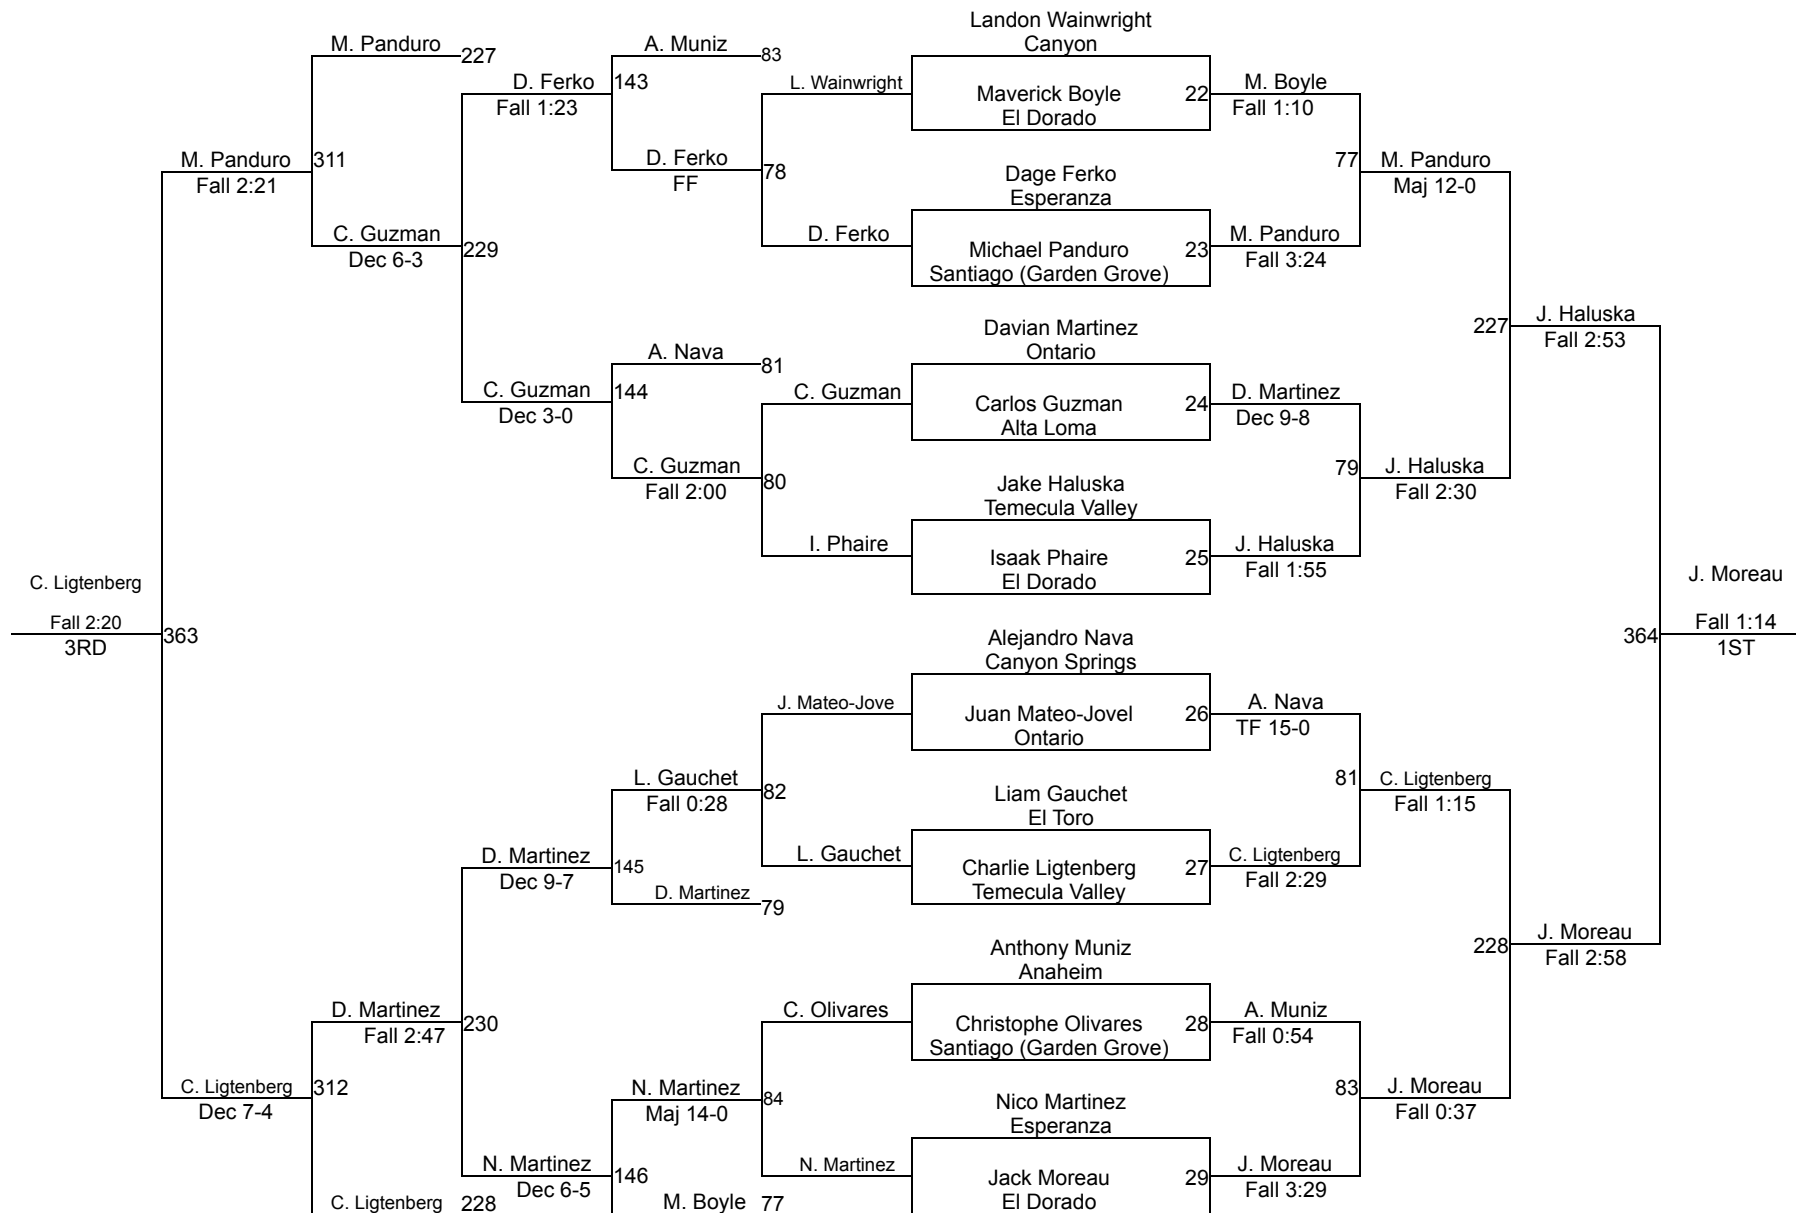 Landon Wainwright
M. Panduro
A. Muniz
Canyon
227
83
D. Ferko
143
L. Wainwright
Maverick Boyle
22
M. Boyle
Fall 1:23
El Dorado
Fall 1:10
M. Panduro
311
D. Ferko
77
M. Panduro
Fall 2:21
FF
78
Dage Ferko
Maj 12-0
Esperanza
C. Guzman
D. Ferko
M. Panduro
Dec 6-3
229
Michael Panduro
23
Fall 3:24
Santiago (Garden Grove)
J. Haluska
227
Davian Martinez
Fall 2:53
A. Nava
Ontario
81
C. Guzman
144
C. Guzman
D. Martinez
Dec 3-0
Carlos Guzman
24
Dec 9-8
Alta Loma
C. Guzman
79
J. Haluska
Fall 2:00
80
Jake Haluska
Fall 2:30
Temecula Valley
I. Phaire
J. Haluska
Isaak Phaire
25
Fall 1:55
C. Ligtenberg
El Dorado
J. Moreau
Fall 2:20
363
Alejandro Nava
364
Fall 1:14
3RD
Canyon Springs
1ST
J. Mateo-Jove
A. Nava
Juan Mateo-Jovel
26
TF 15-0
Ontario
L. Gauchet
81
C. Ligtenberg
Fall 0:28
82
Liam Gauchet
Fall 1:15
El Toro
D. Martinez
L. Gauchet
C. Ligtenberg
Dec 9-7
145
Charlie Ligtenberg
27
Fall 2:29
D. Martinez
Temecula Valley
79
J. Moreau
228
Anthony Muniz
Fall 2:58
Anaheim
D. Martinez
C. Olivares
A. Muniz
Fall 2:47
230
Christophe Olivares
28
Fall 0:54
Santiago (Garden Grove)
C. Ligtenberg
312
N. Martinez
83
J. Moreau
Dec 7-4
Maj 14-0
84
Nico Martinez
Fall 0:37
Esperanza
N. Martinez
N. Martinez
J. Moreau
Dec 6-5
146
Jack Moreau
29
Fall 3:29
C. Ligtenberg
228
M. Boyle
77
El Dorado